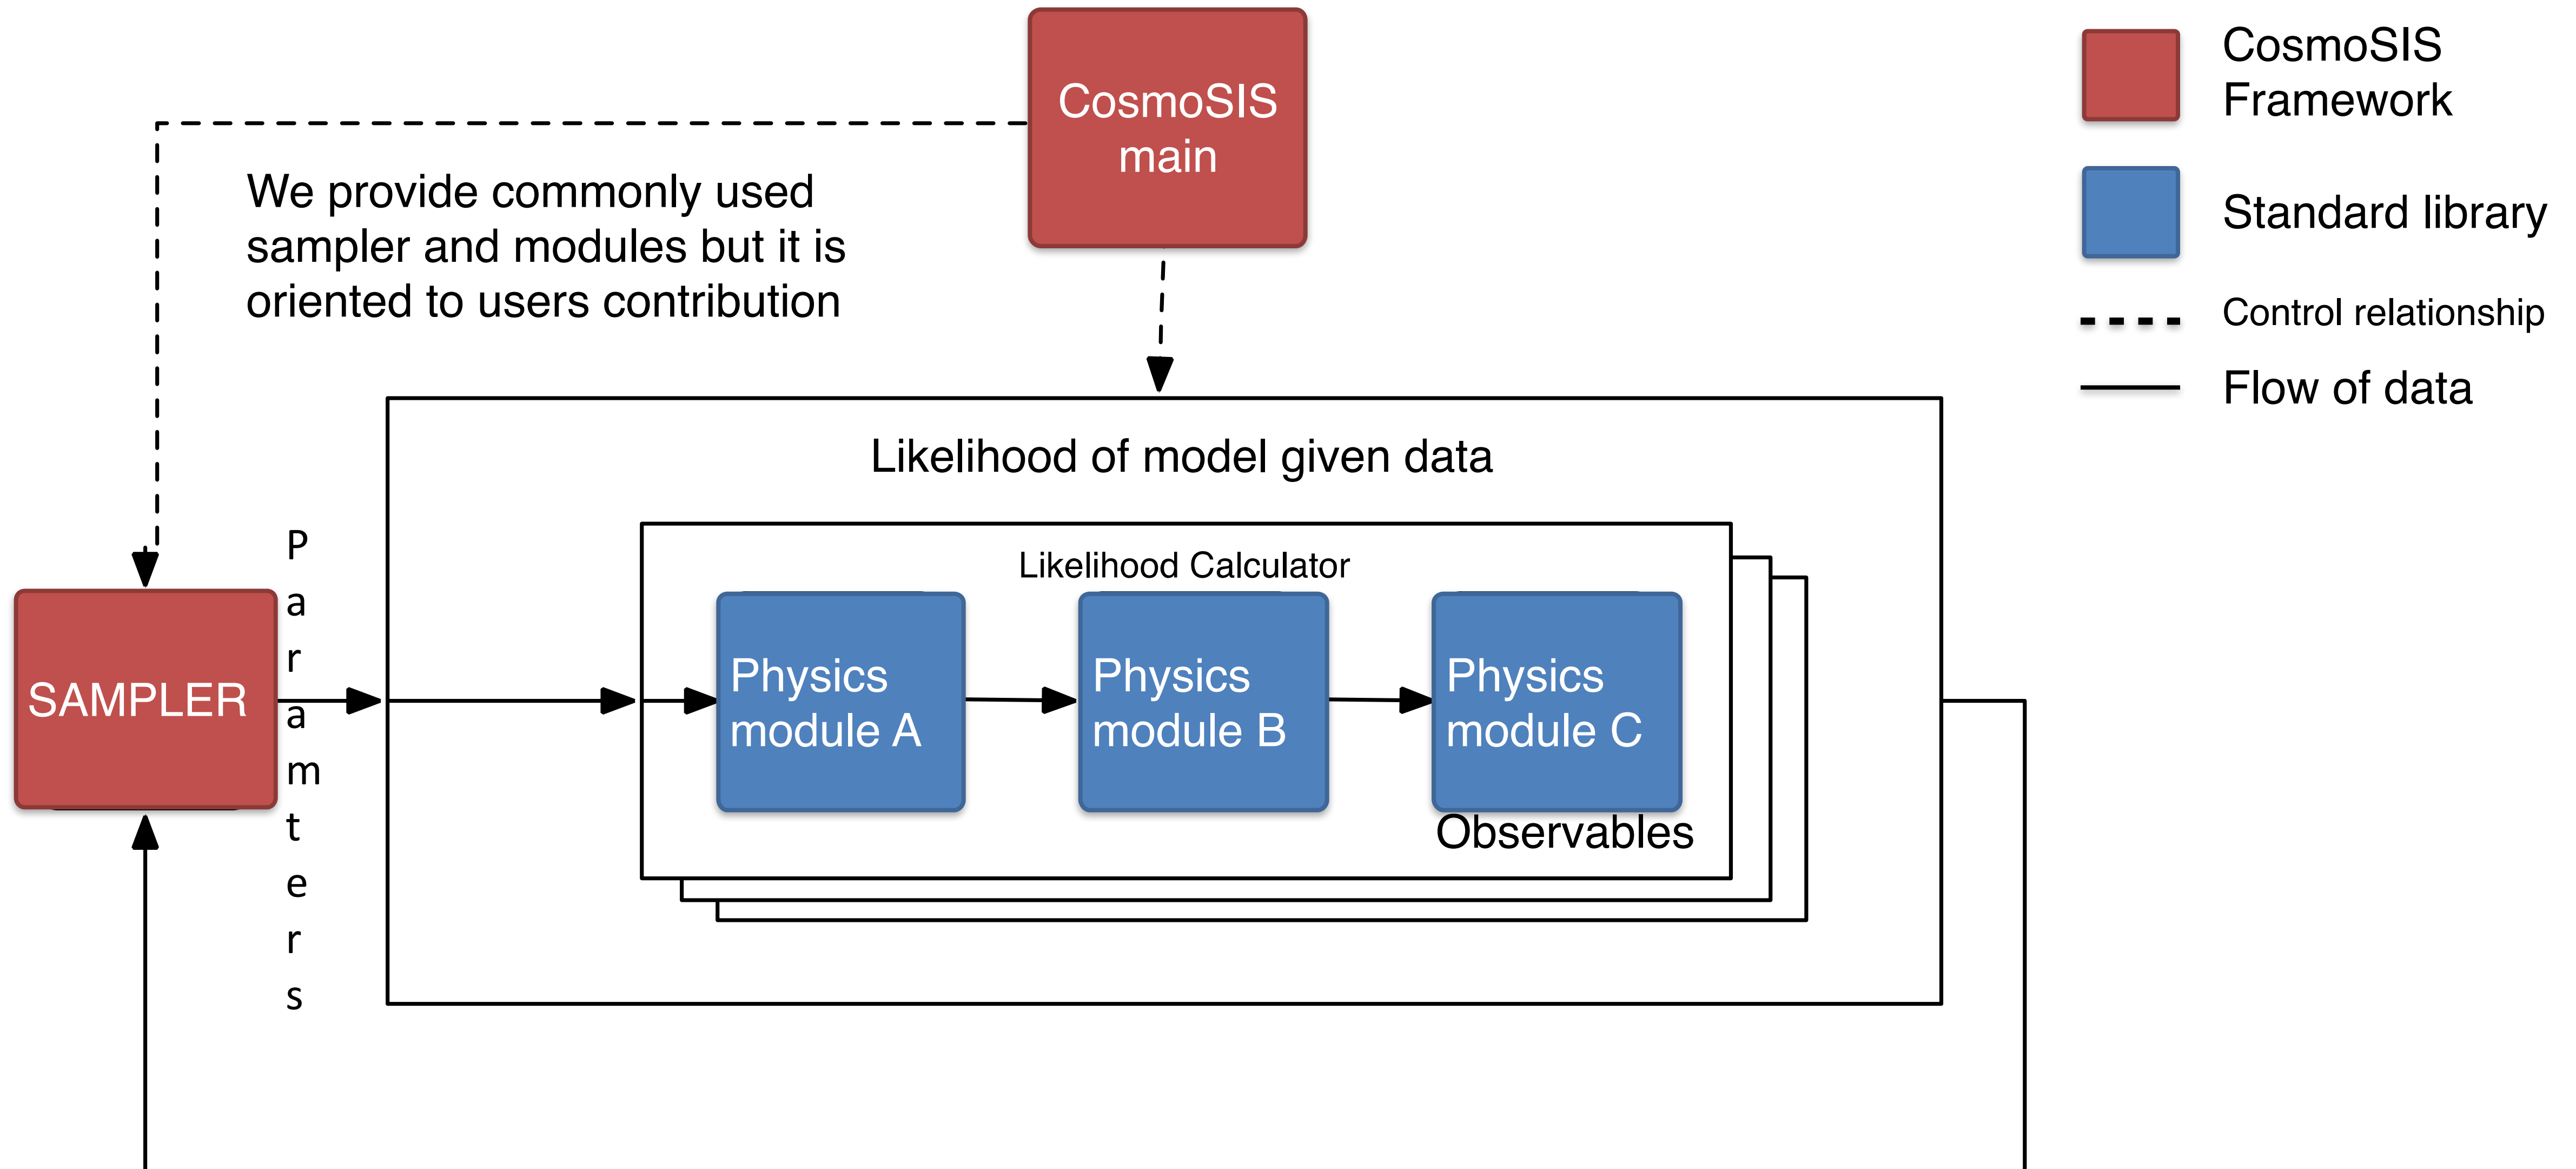 CosmoSIS
main
CosmoSIS
Framework
Standard library
Control relationship
Flow of data
We provide commonly used
sampler and modules but it is
oriented to users contribution
Likelihood of model given data
Likelihood Calculator
SAMPLER
Paramters
Physics
module A
Physics
module B
Physics
module C
Observables